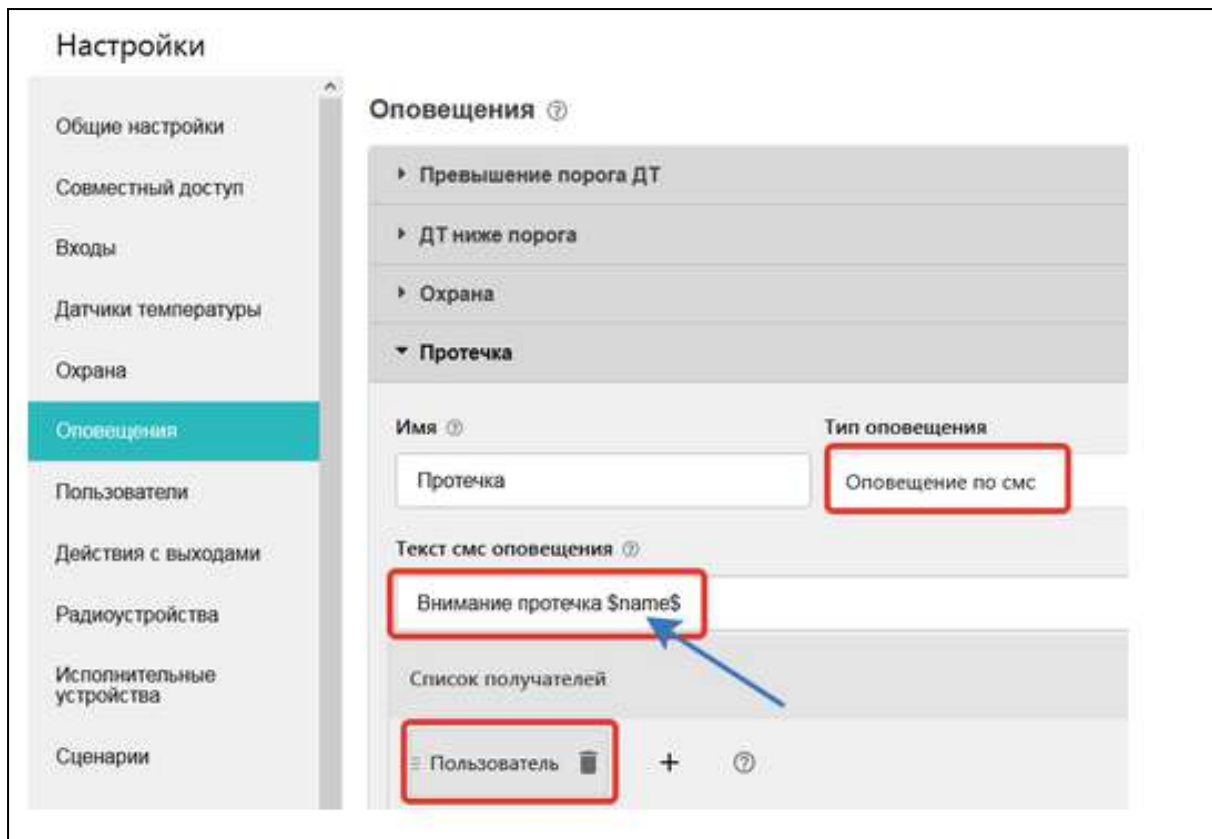 Настройки
Общие настройки
Совместный доступ
Входы
Датчики температуры
Охрана
Оповещения
Пользователи
Действия с выходами
Радиоустройства
Исполнительные
устройства
Сценарии
Оповещения ?
Превышение порога ДТ
ДТ ниже порога
Охрана
Протечка
Имя ?
Тип оповещения
Протечка
Оповещение по смс
Текст смс оповещения ?
Внимание протечка $name$
Список получателей
Пользователь + ?